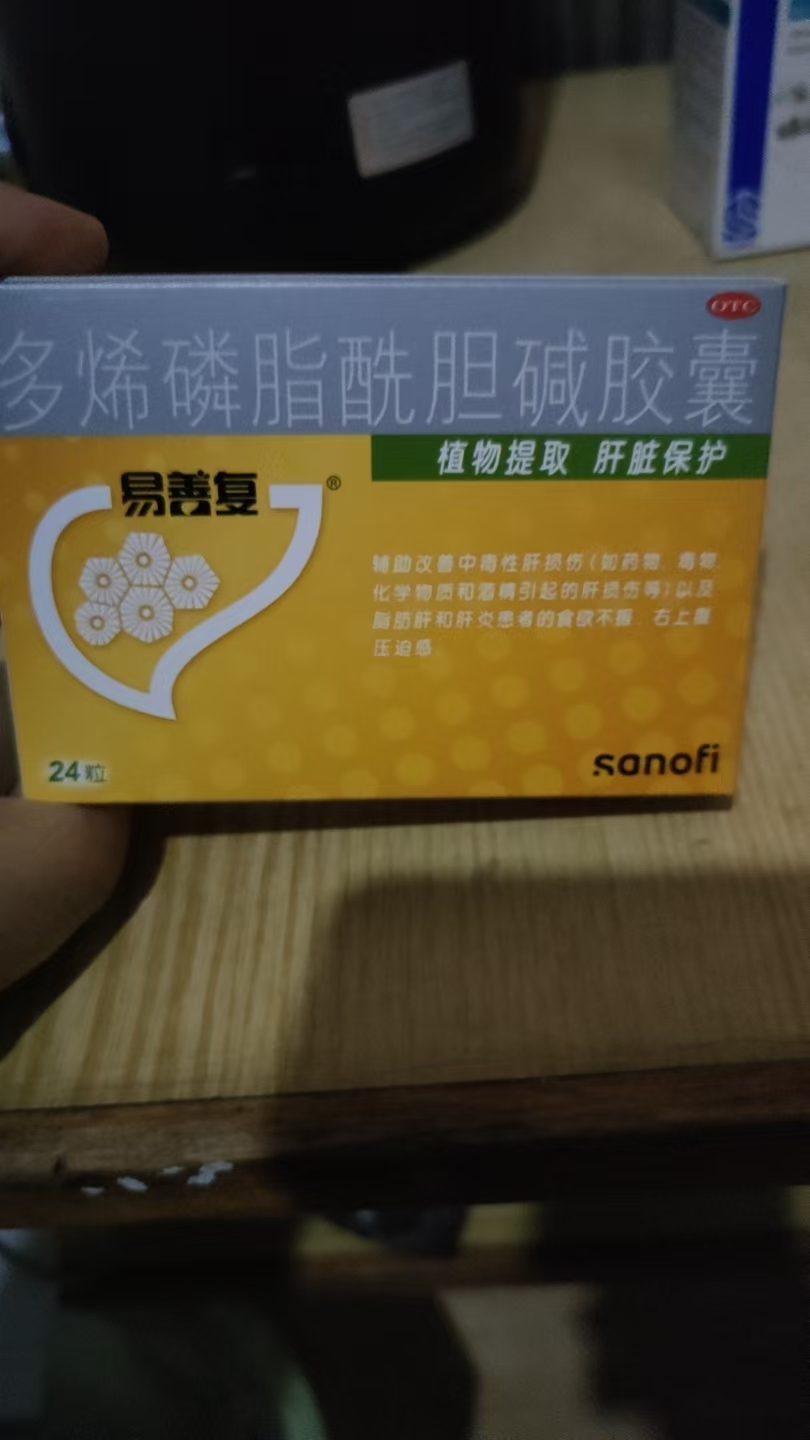 OTC
多烯磷脂酰胆碱胶囊
植物提取 肝脏保护
易善复®
辅助改善中毒性肝损伤(如药物、毒物、
化学物质和酒精引起的肝损伤等)以及
脂肪肝和肝炎患者的食欲不振、右上腹
压迫感。
24粒
sanofi